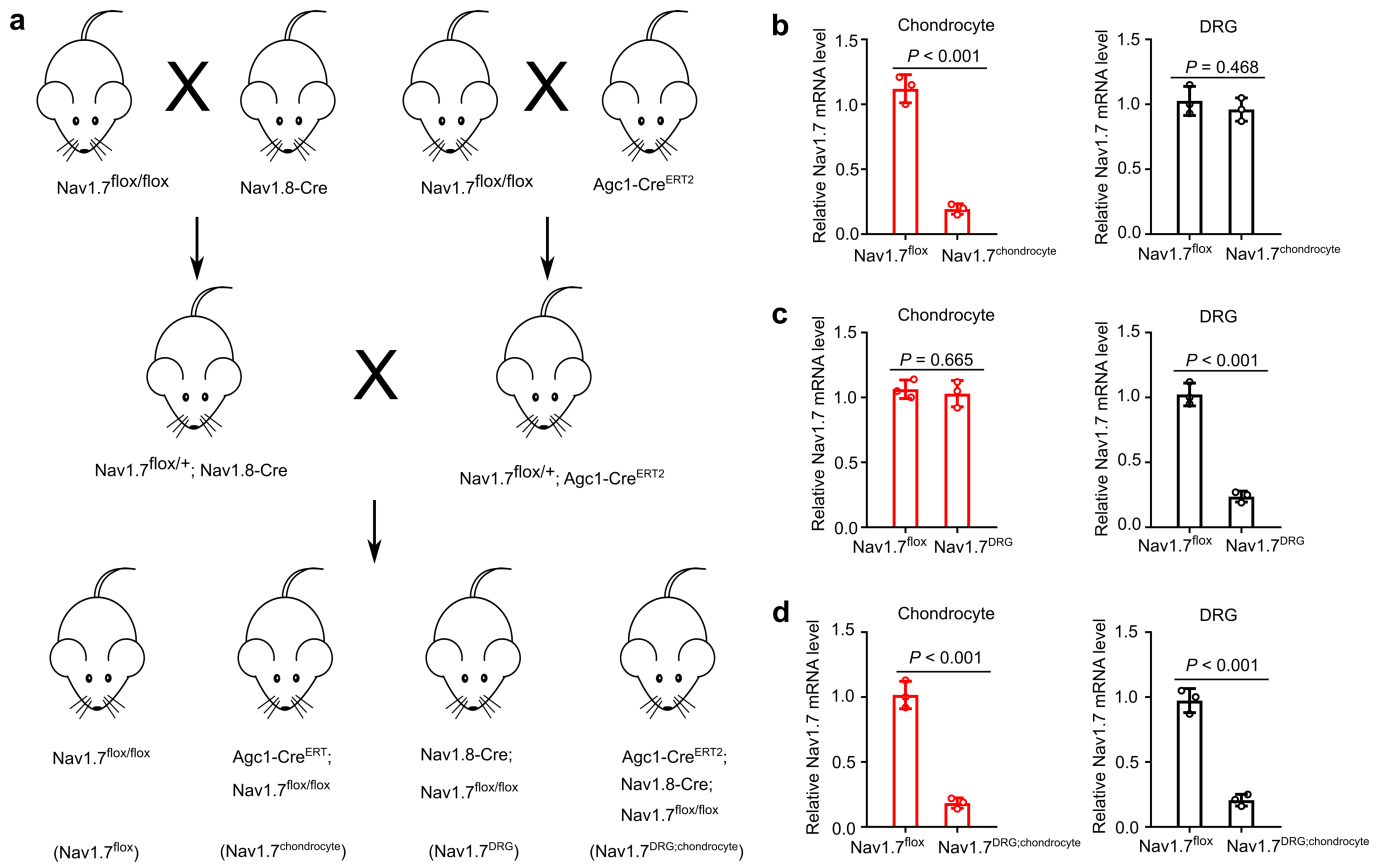 a
X
X
Nav1.7flox/flox
Nav1.8-Cre
Nav1.7flox/flox
Agc1-CreERT2
X
Nav1.7flox/+; Nav1.8-Cre
Nav1.7flox/+; Agc1-CreERT2
Nav1.7flox/flox
Agc1-CreERT;
Nav1.7flox/flox
Nav1.8-Cre;
Nav1.7flox/flox
Agc1-CreERT2;
Nav1.8-Cre;
Nav1.7flox/flox
(Nav1.7flox)
(Nav1.7chondrocyte)
(Nav1.7DRG)
(Nav1.7DRG;chondrocyte)
b
Chondrocyte
Relative Nav1.7 mRNA level
1.5
1.0
0.5
0.0
P < 0.001
Nav1.7flox
Nav1.7chondrocyte
DRG
Relative Nav1.7 mRNA level
1.5
1.0
0.5
0.0
P = 0.468
Nav1.7flox
Nav1.7chondrocyte
c
Chondrocyte
Relative Nav1.7 mRNA level
1.5
1.0
0.5
0.0
P = 0.665
Nav1.7flox
Nav1.7DRG
DRG
Relative Nav1.7 mRNA level
1.5
1.0
0.5
0.0
P < 0.001
Nav1.7flox
Nav1.7DRG
d
Chondrocyte
Relative Nav1.7 mRNA level
1.5
1.0
0.5
0.0
P < 0.001
Nav1.7flox
Nav1.7DRG;chondrocyte
DRG
Relative Nav1.7 mRNA level
1.5
1.0
0.5
0.0
P < 0.001
Nav1.7flox
Nav1.7DRG;chondrocyte